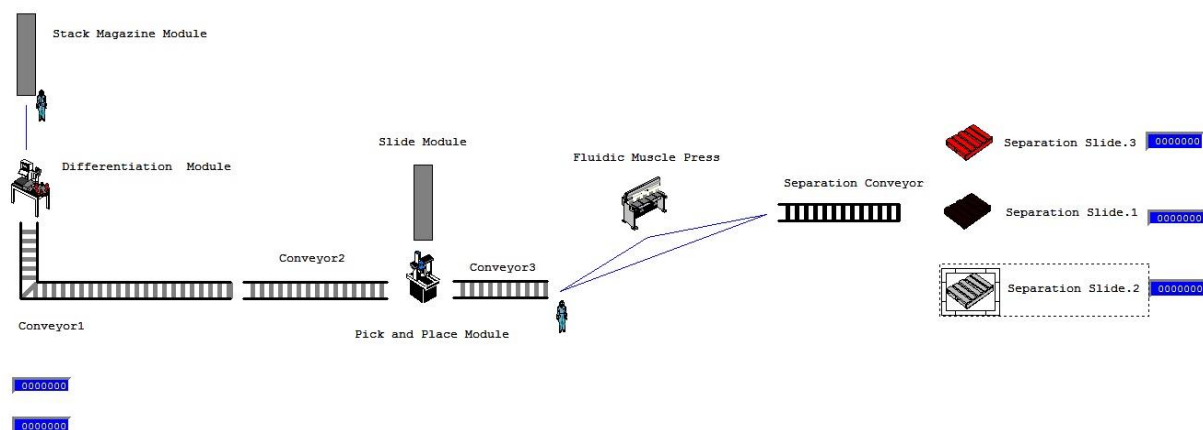 Stack Magazine Module
Slide Module
Separation Slide.3
0000000
Fluidic Muscle Press
Differentiation Module
Separation Conveyor
Separation Slide.1
0000000
Conveyor2
Conveyor3
Separation Slide.2
0000000
Conveyor1
Pick and Place Module
0000000
0000000